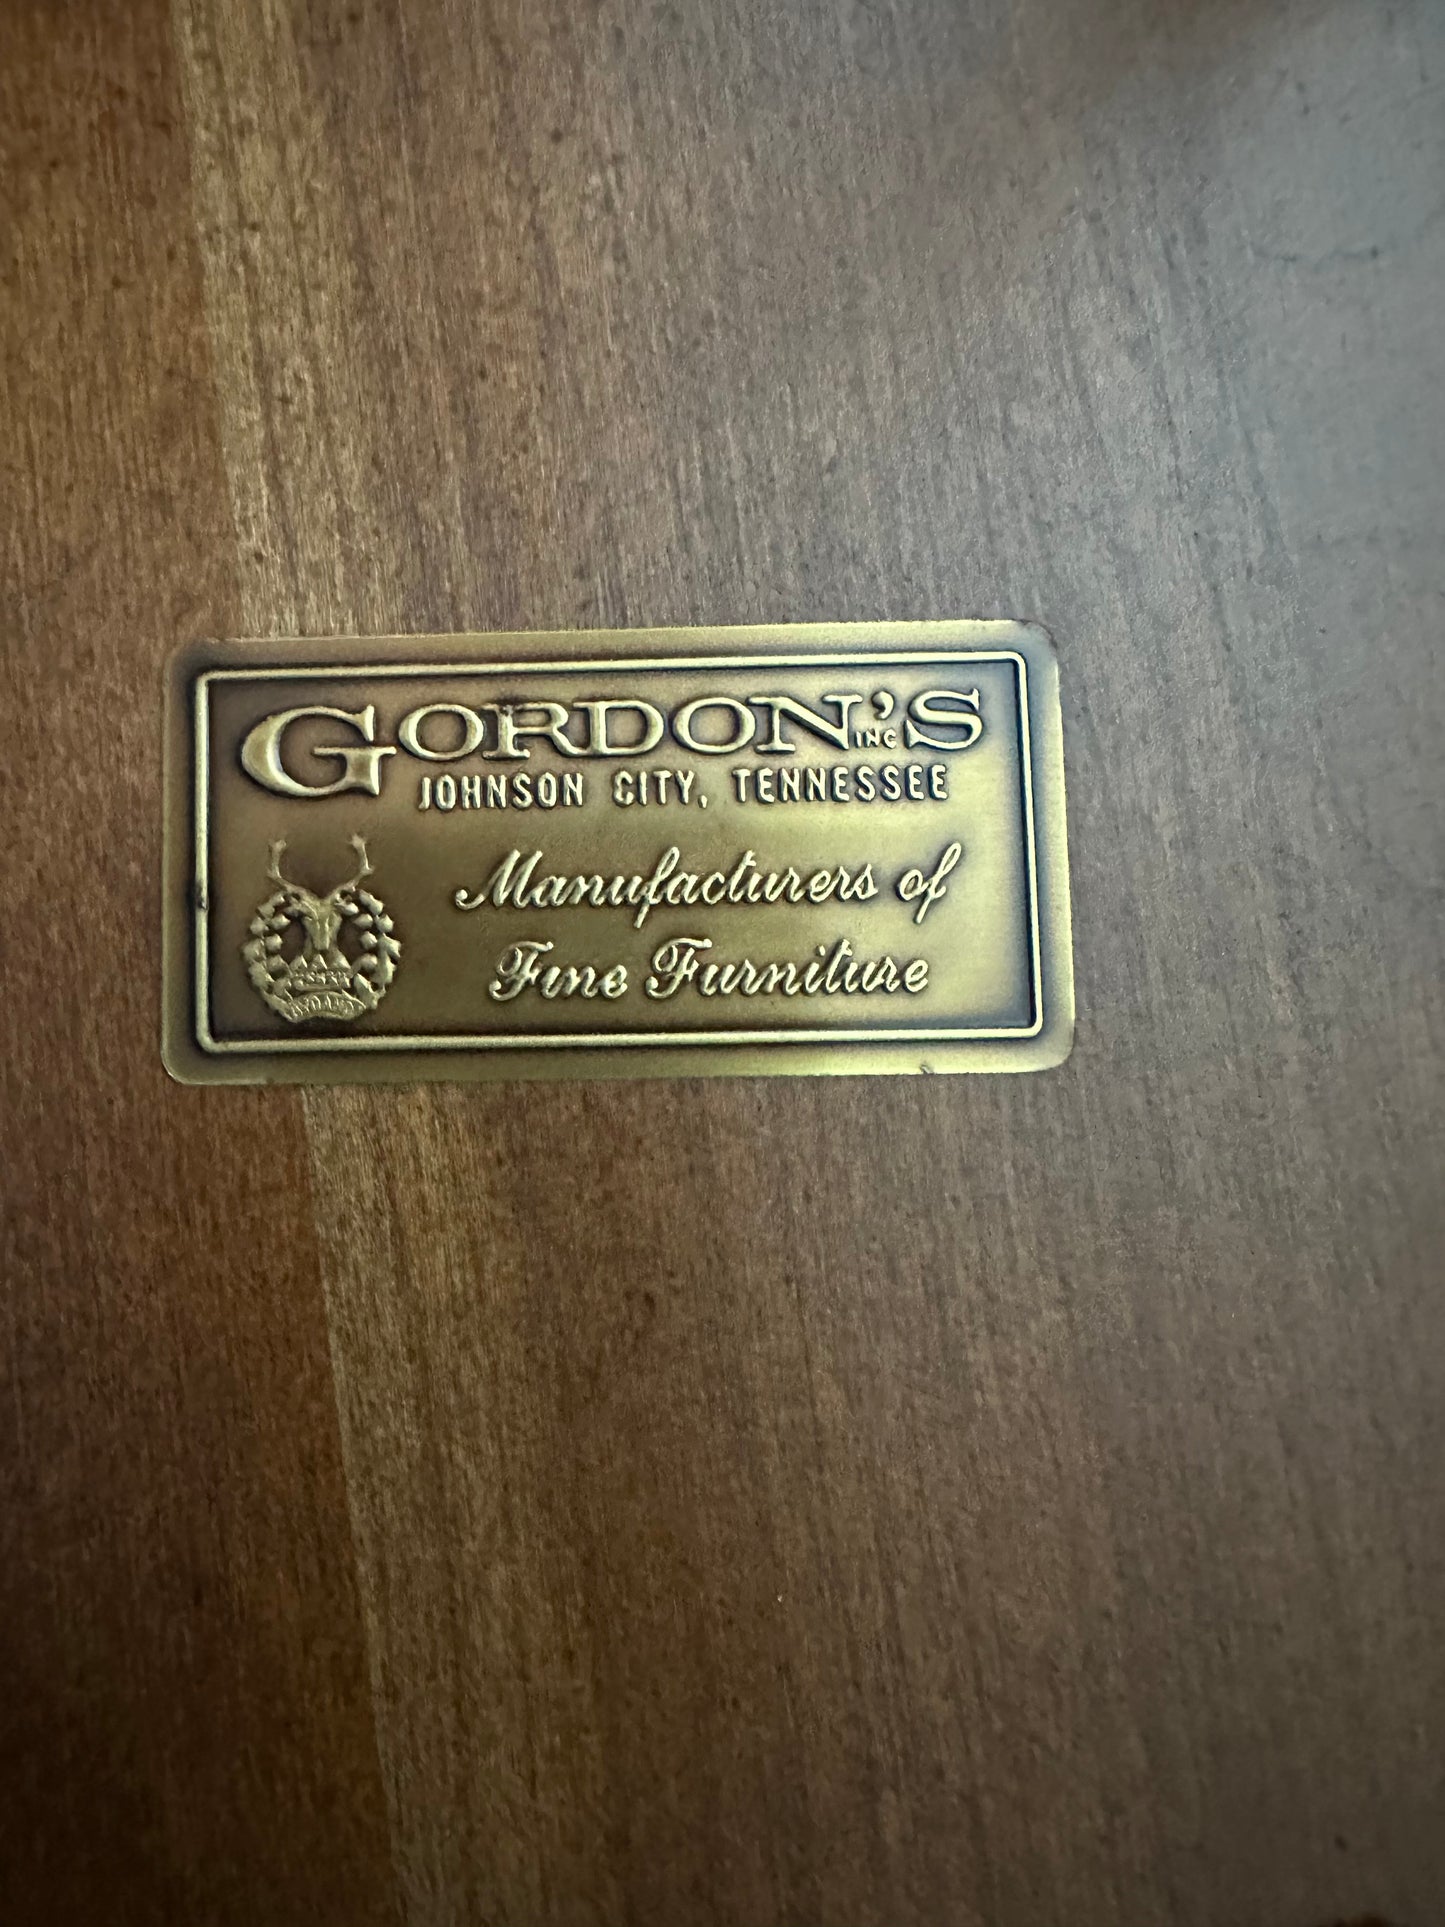 GORDON'S INC
JOHNSON CITY, TENNESSEE
Manufacturers of
Fine Furniture